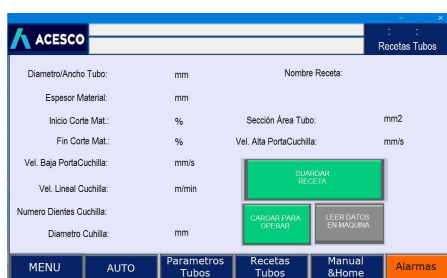 ACESCO
: :
Recetas Tubos
Diametro/Ancho Tubo: mm Nombre Receta:
Espesor Material: mm
Inicio Corte Mat.: % Sección Área Tubo: mm2
Fin Corte Mat.: % Vel. Alta PortaCuchilla: mm/s
Vel. Baja PortaCuchilla: mm/s
GUARDAR
RECETA
Vel. Lineal Cuchilla: m/min
Numero Dientes Cuchilla:
CARGAR PARA
OPERAR
LEER DATOS
EN MAQUINA
Diametro Cuhilla: mm
MENU
AUTO
Parametros
Tubos
Recetas
Tubos
Manual
&Home
Alarmas